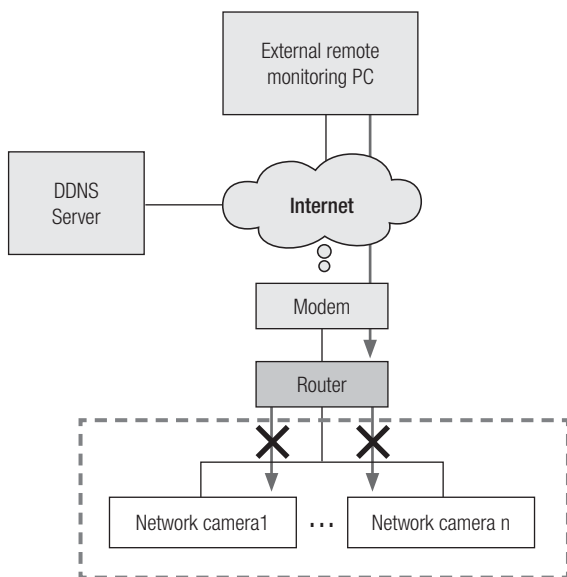 External remote
monitoring PC
DDNS
Server
Internet
Modem
Router
Network camera1
...
Network camera n